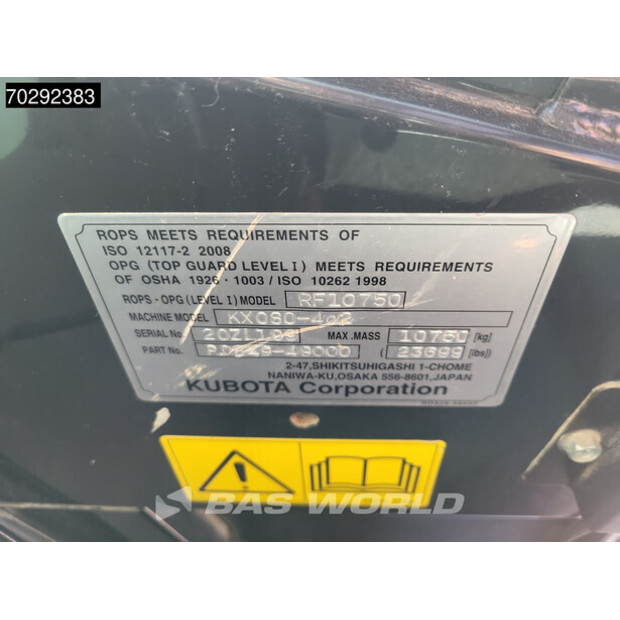 70292383
ROPS MEETS REQUIREMENTS OF
ISO 12117-2 2008
OPG (TOP GUARD LEVEL I) MEETS REQUIREMENTS
OF OSHA 1926・1003 / ISO 10262 1998
ROPS - OPG (LEVEL I) MODEL RF10750
MACHINE MODEL
SERIAL No. MAX. MASS 10750 [kg]
PART No. (23699 [lbs])
2-47, SHIKITSUHIGASHI 1-CHOME
NANIWA-KU, OSAKA 556-8601, JAPAN
KUBOTA Corporation
BAS WORLD